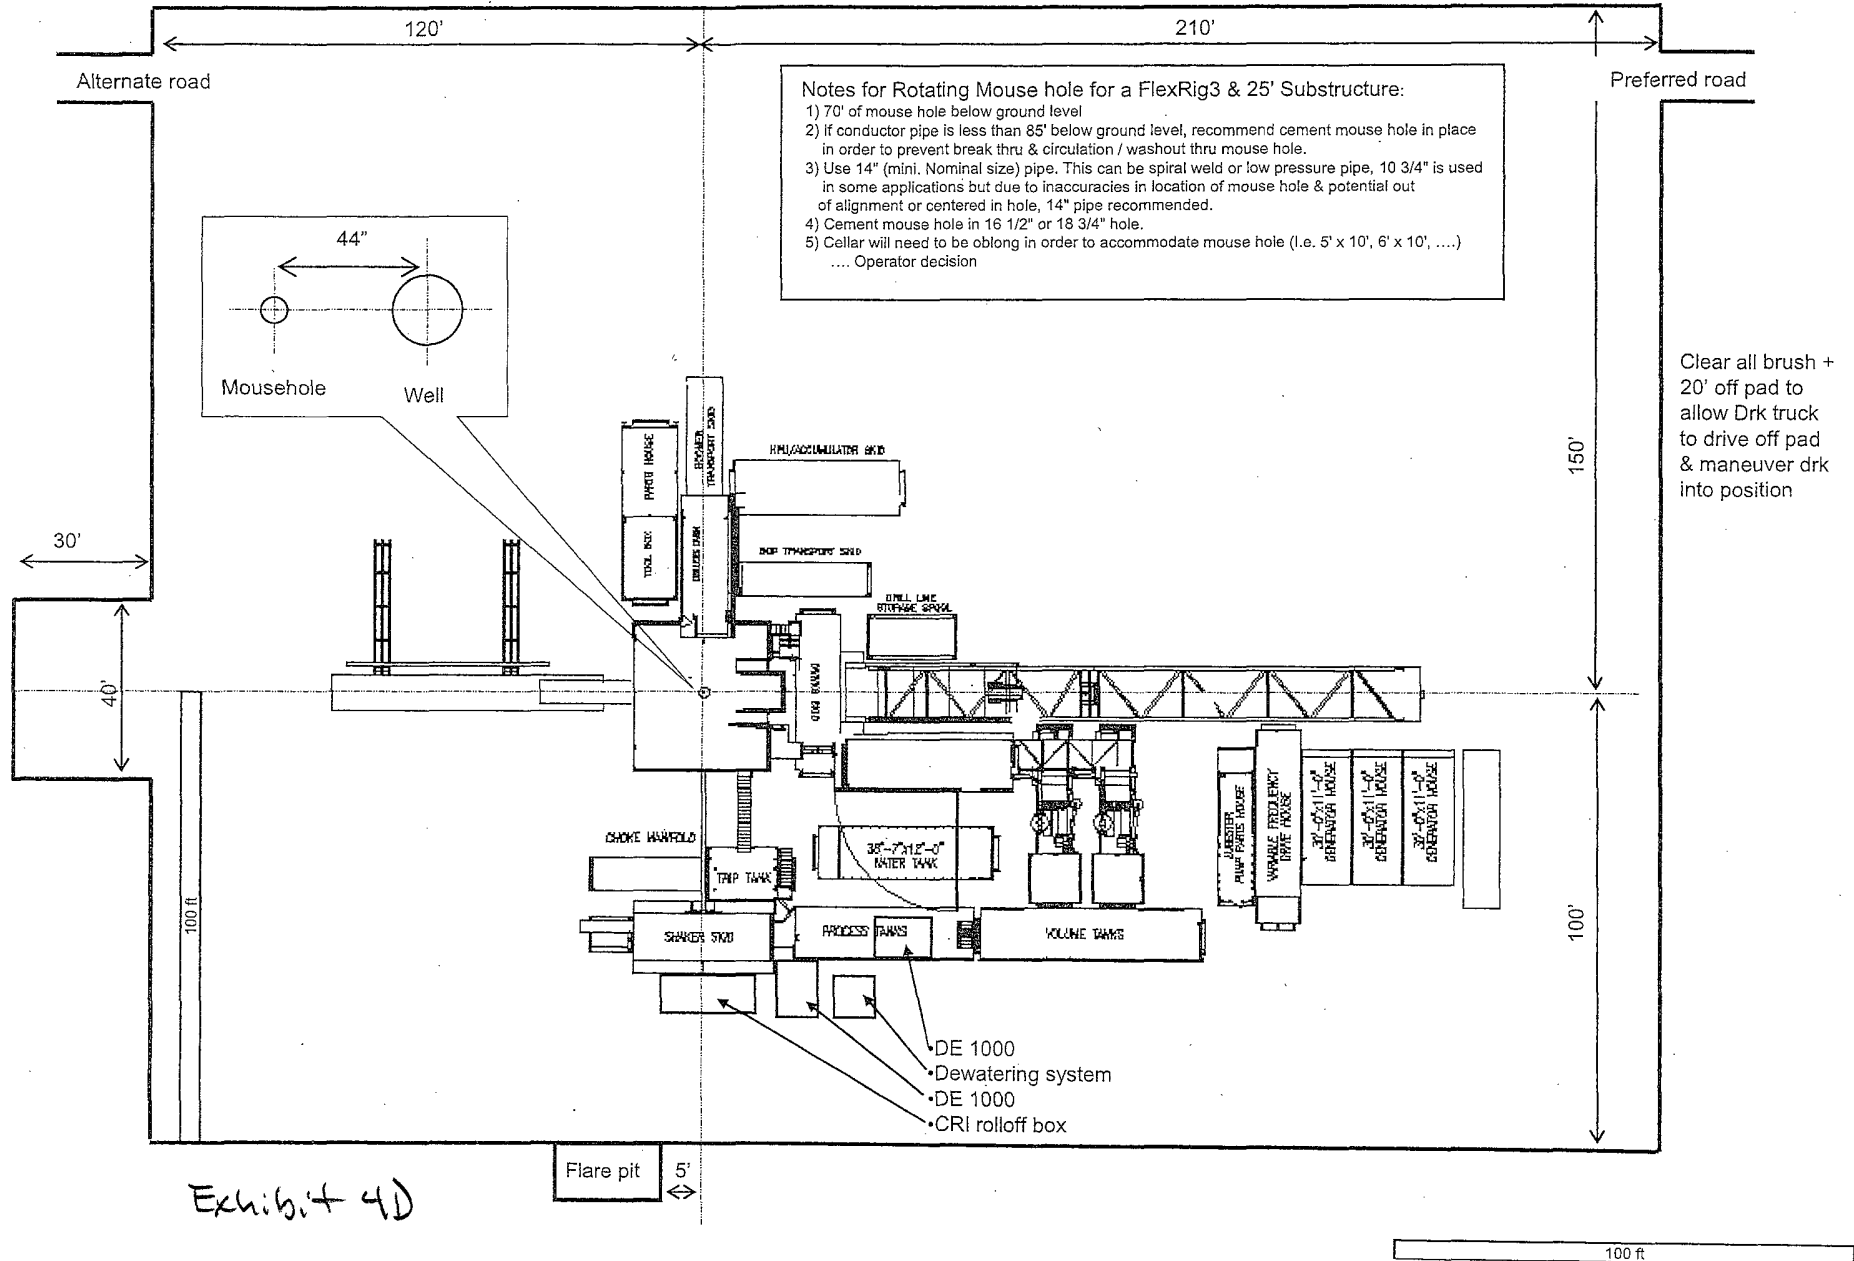 120'
210'
Alternate road
Preferred road
Notes for Rotating Mouse hole for a FlexRig3 & 25' Substructure:
1) 70' of mouse hole below ground level
2) If conductor pipe is less than 85' below ground level, recommend cement mouse hole in place
in order to prevent break thru & circulation / washout thru mouse hole.
3) Use 14" (mini. Nominal size) pipe. This can be spiral weld or low pressure pipe, 10 3/4" is used
in some applications but due to inaccuracies in location of mouse hole & potential out
of alignment or centered in hole, 14" pipe recommended.
4) Cement mouse hole in 16 1/2" or 18 3/4" hole.
5) Cellar will need to be oblong in order to accommodate mouse hole (I.e. 5' x 10', 6' x 10', ....)
.... Operator decision
44"
Mousehole
Well
Clear all brush +
20' off pad to
allow Drk truck
to drive off pad
& maneuver drk
into position
150'
PARTS HOUSE
TRANSPORT SKID
HPU/ACCUMULATOR SKID
30'
TOOL BOX
BOP TRANSPORT SKID
DRILL LINE
STORAGE SPOOL
40'
100 ft
CHOKE MANIFOLD
TRIP TANK
38'-7"x12'-0"
WATER TANK
PUMP PARTS HOUSE
VARIABLE FREQUENCY
DRIVE HOUSE
30'-0"x11'-0"
GENERATOR HOUSE
30'-0"x11'-0"
GENERATOR HOUSE
30'-0"x11'-0"
GENERATOR HOUSE
100'
SHAKER SKID
PROCESS TANKS
VOLUME TANKS
•DE 1000
•Dewatering system
•DE 1000
•CRI rolloff box
Flare pit
5'
Exhibit 4D
100 ft